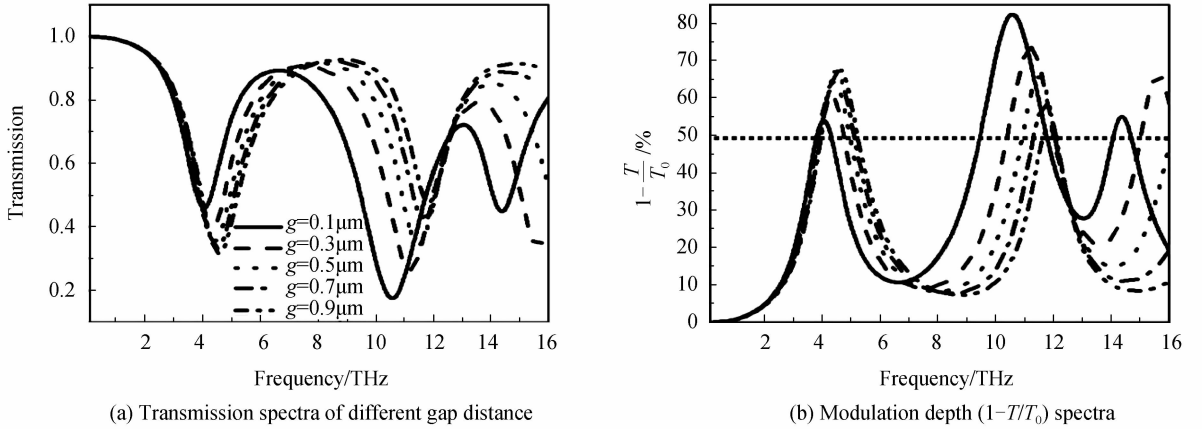 1.0
0.8
0.6
0.4
0.2
Transmission
g=0.1μm
g=0.3μm
g=0.5μm
g=0.7μm
g=0.9μm
2 4 6 8 10 12 14 16
Frequency/THz
(a) Transmission spectra of different gap distance
80
70
60
50
40
30
20
10
0
1−T/T₀/%
2 4 6 8 10 12 14 16
Frequency/THz
(b) Modulation depth (1−T/T₀) spectra